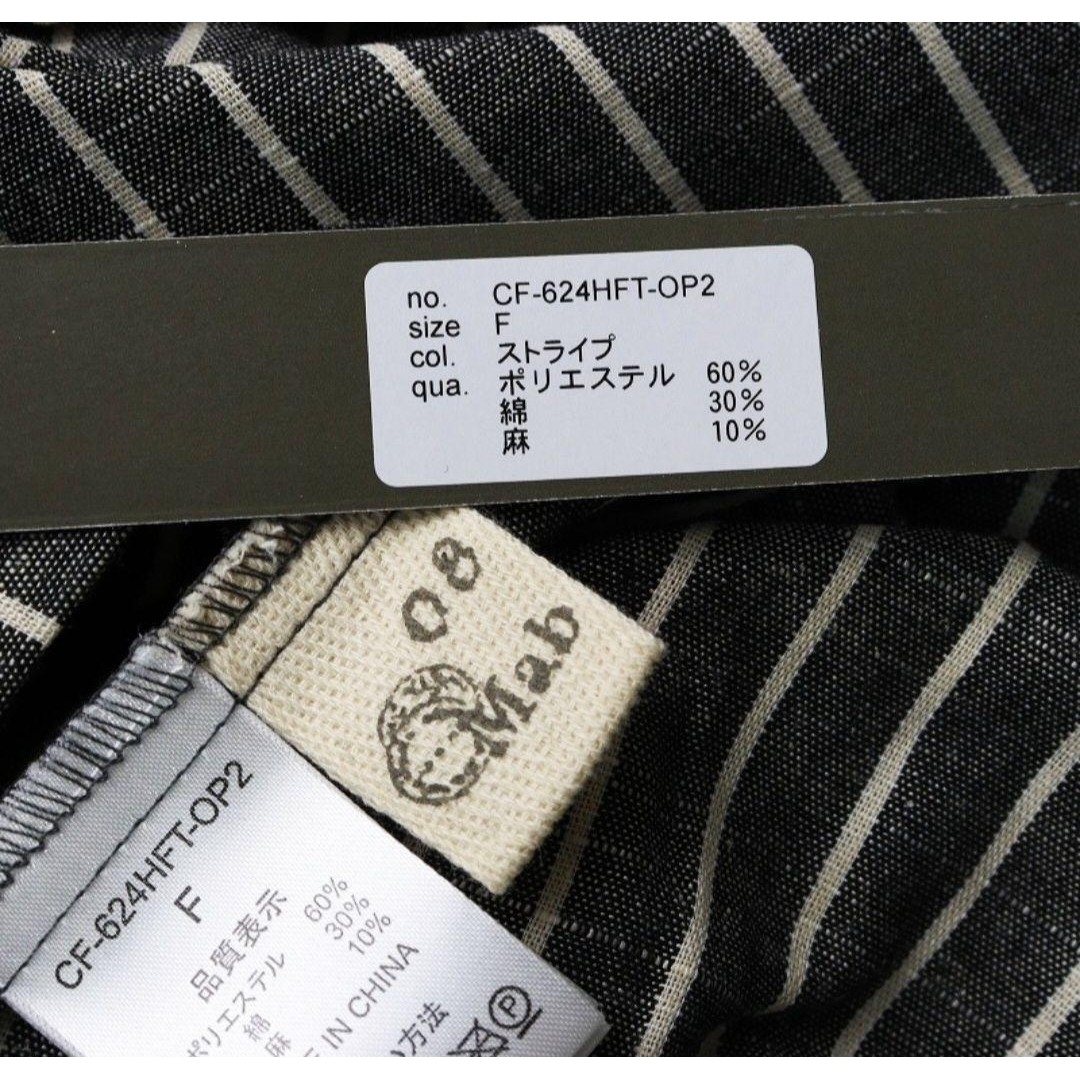 no. CF-624HFT-OP2
size F
col. ストライプ
qua. ポリエステル 60%
綿 30%
麻 10%
08
Mab
CF-624HFT-OP2
F
品質表示
ポリエステル 60%
綿 30%
麻 10%
IN CHINA
方法
P